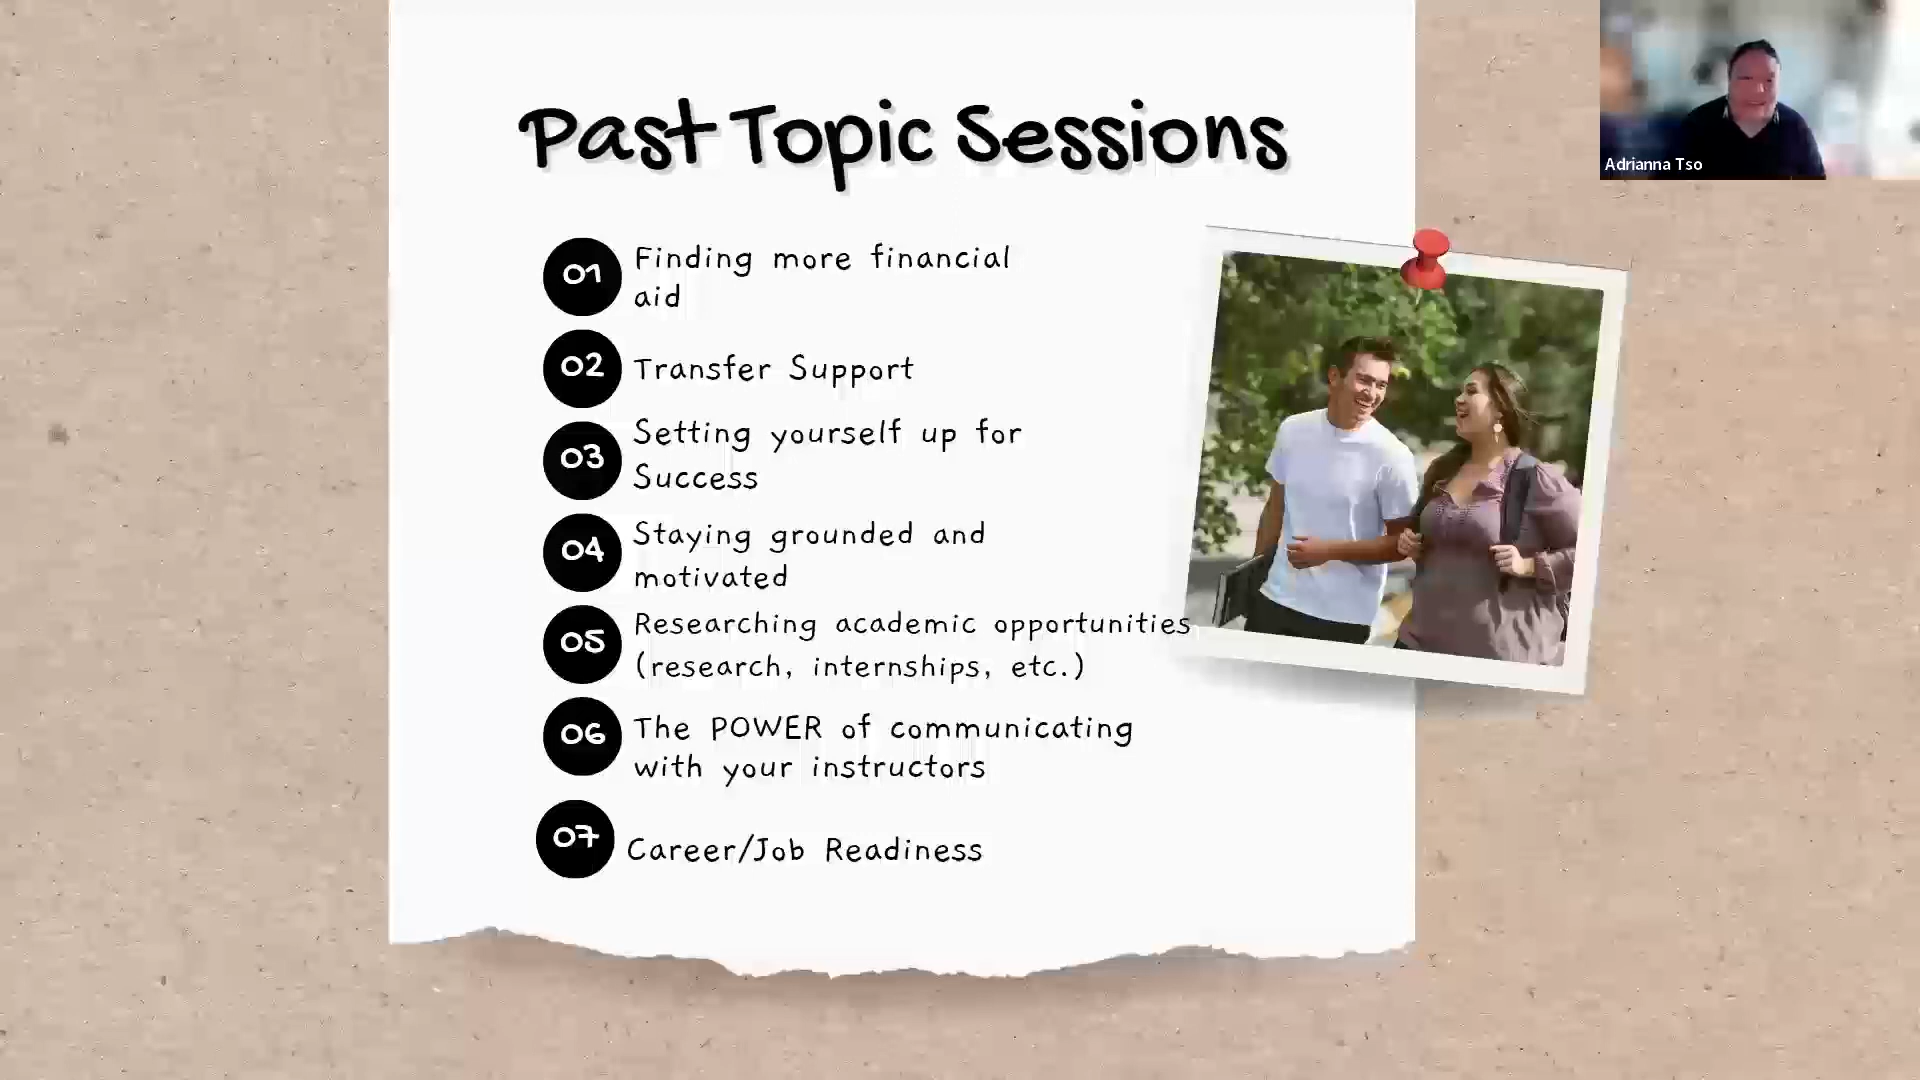 Past Topic Sessions
Adrianna Tso
01
Finding more financial
aid
02
Transfer Support
03
Setting yourself up for
Success
04
Staying grounded and
motivated
05
Researching academic opportunities
(research, internships, etc.)
06
The POWER of communicating
with your instructors
07
Career/Job Readiness